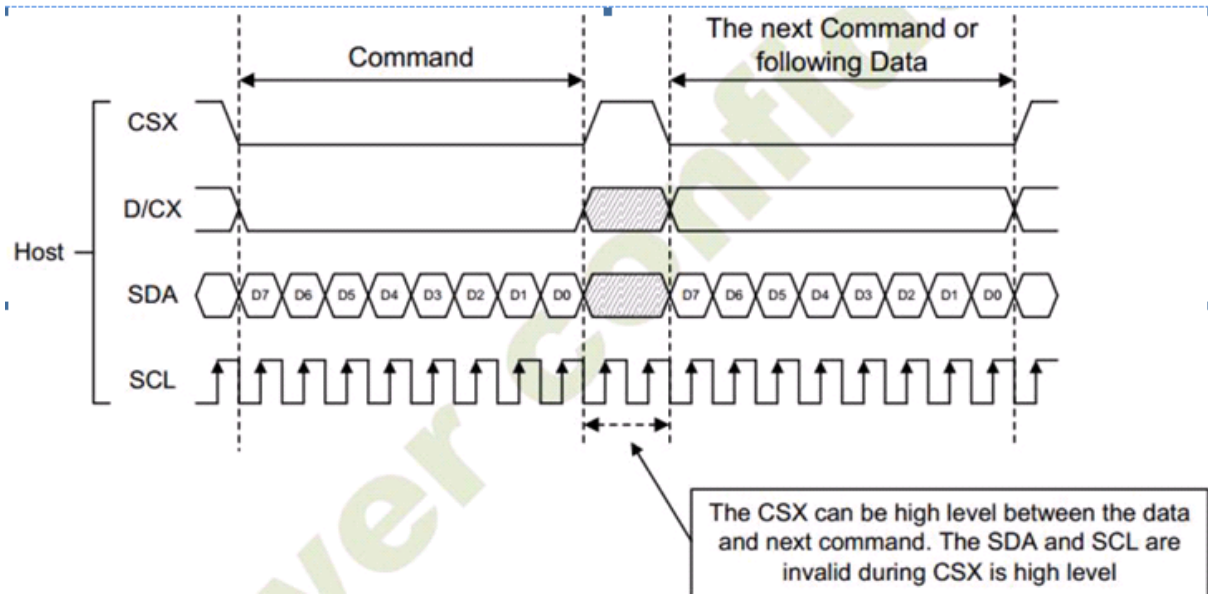 Command
The next Command or
following Data
CSX
D/CX
Host
SDA
D7 D6 D5 D4 D3 D2 D1 D0
D7 D6 D5 D4 D3 D2 D1 D0
SCL
The CSX can be high level between the data
and next command. The SDA and SCL are
invalid during CSX is high level